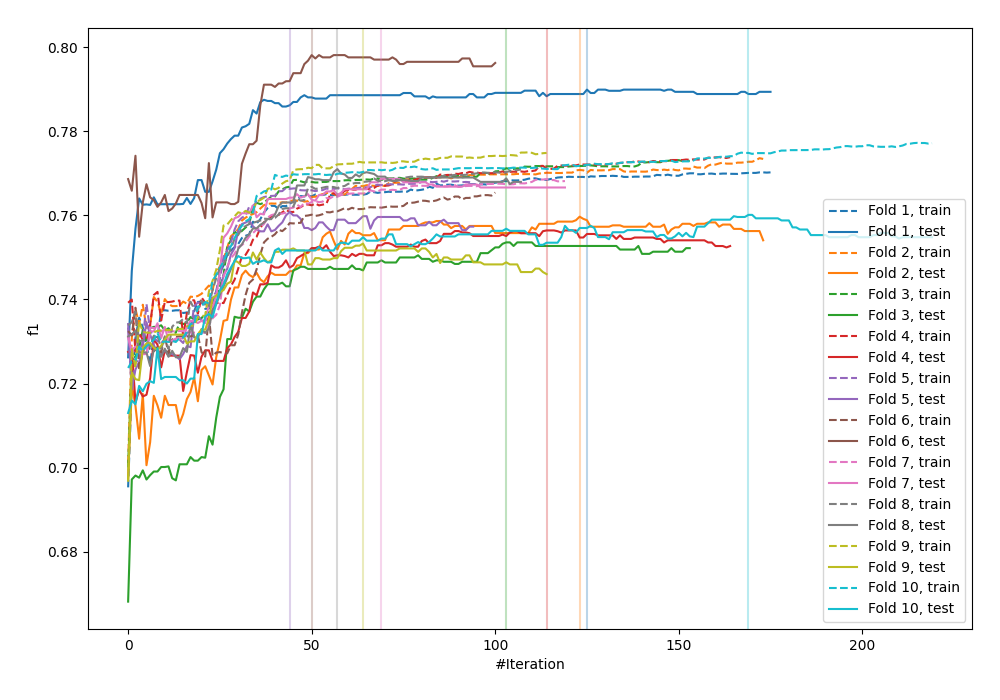 0.80
0.78
0.76
0.74
0.72
0.70
0.68
f1
0
50
100
150
200
#Iteration
Fold 1, train
Fold 1, test
Fold 2, train
Fold 2, test
Fold 3, train
Fold 3, test
Fold 4, train
Fold 4, test
Fold 5, train
Fold 5, test
Fold 6, train
Fold 6, test
Fold 7, train
Fold 7, test
Fold 8, train
Fold 8, test
Fold 9, train
Fold 9, test
Fold 10, train
Fold 10, test